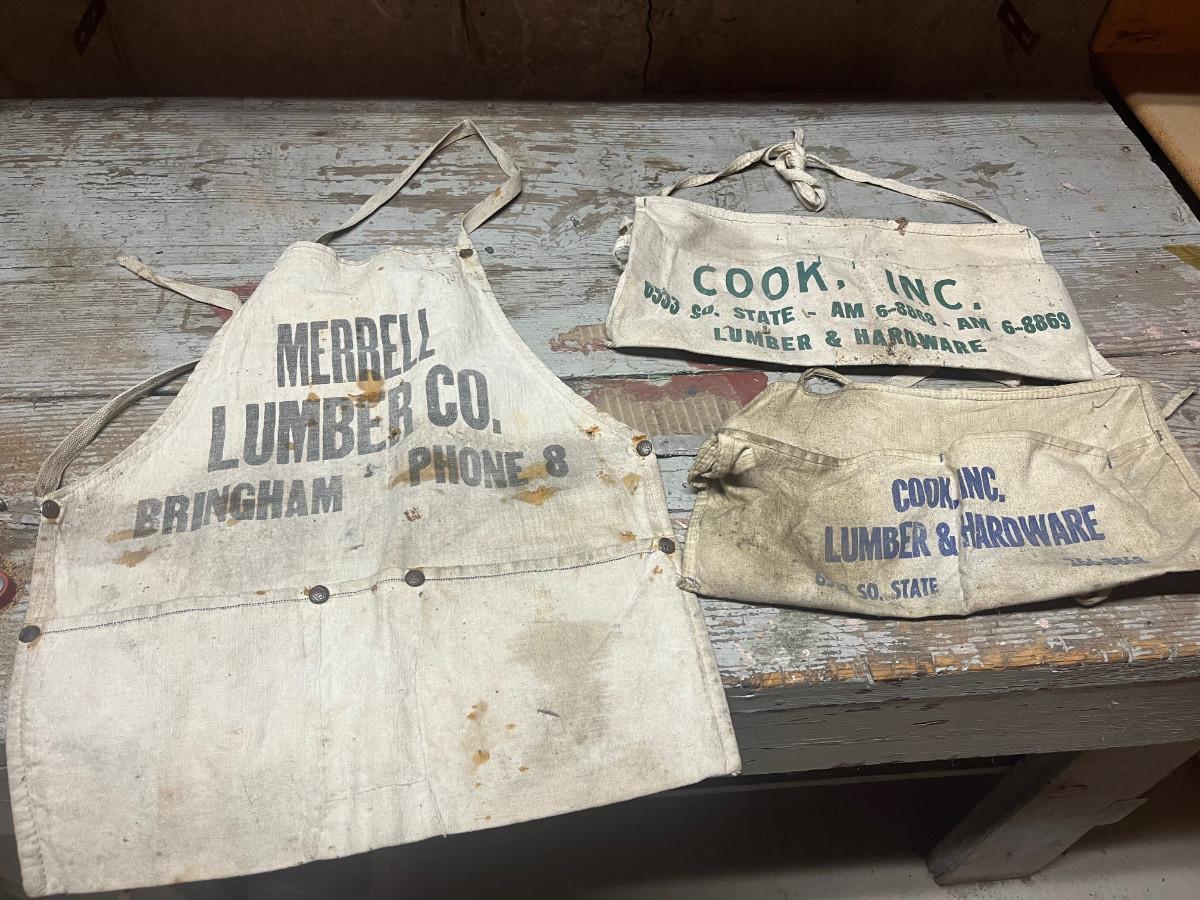 MERRELL
LUMBER CO.
BRINGHAM PHONE 8
COOK, INC.
SO. STATE - AM 6-8868 - AM 6-8869
LUMBER & HARDWARE
COOK, INC.
LUMBER & HARDWARE
SO. STATE